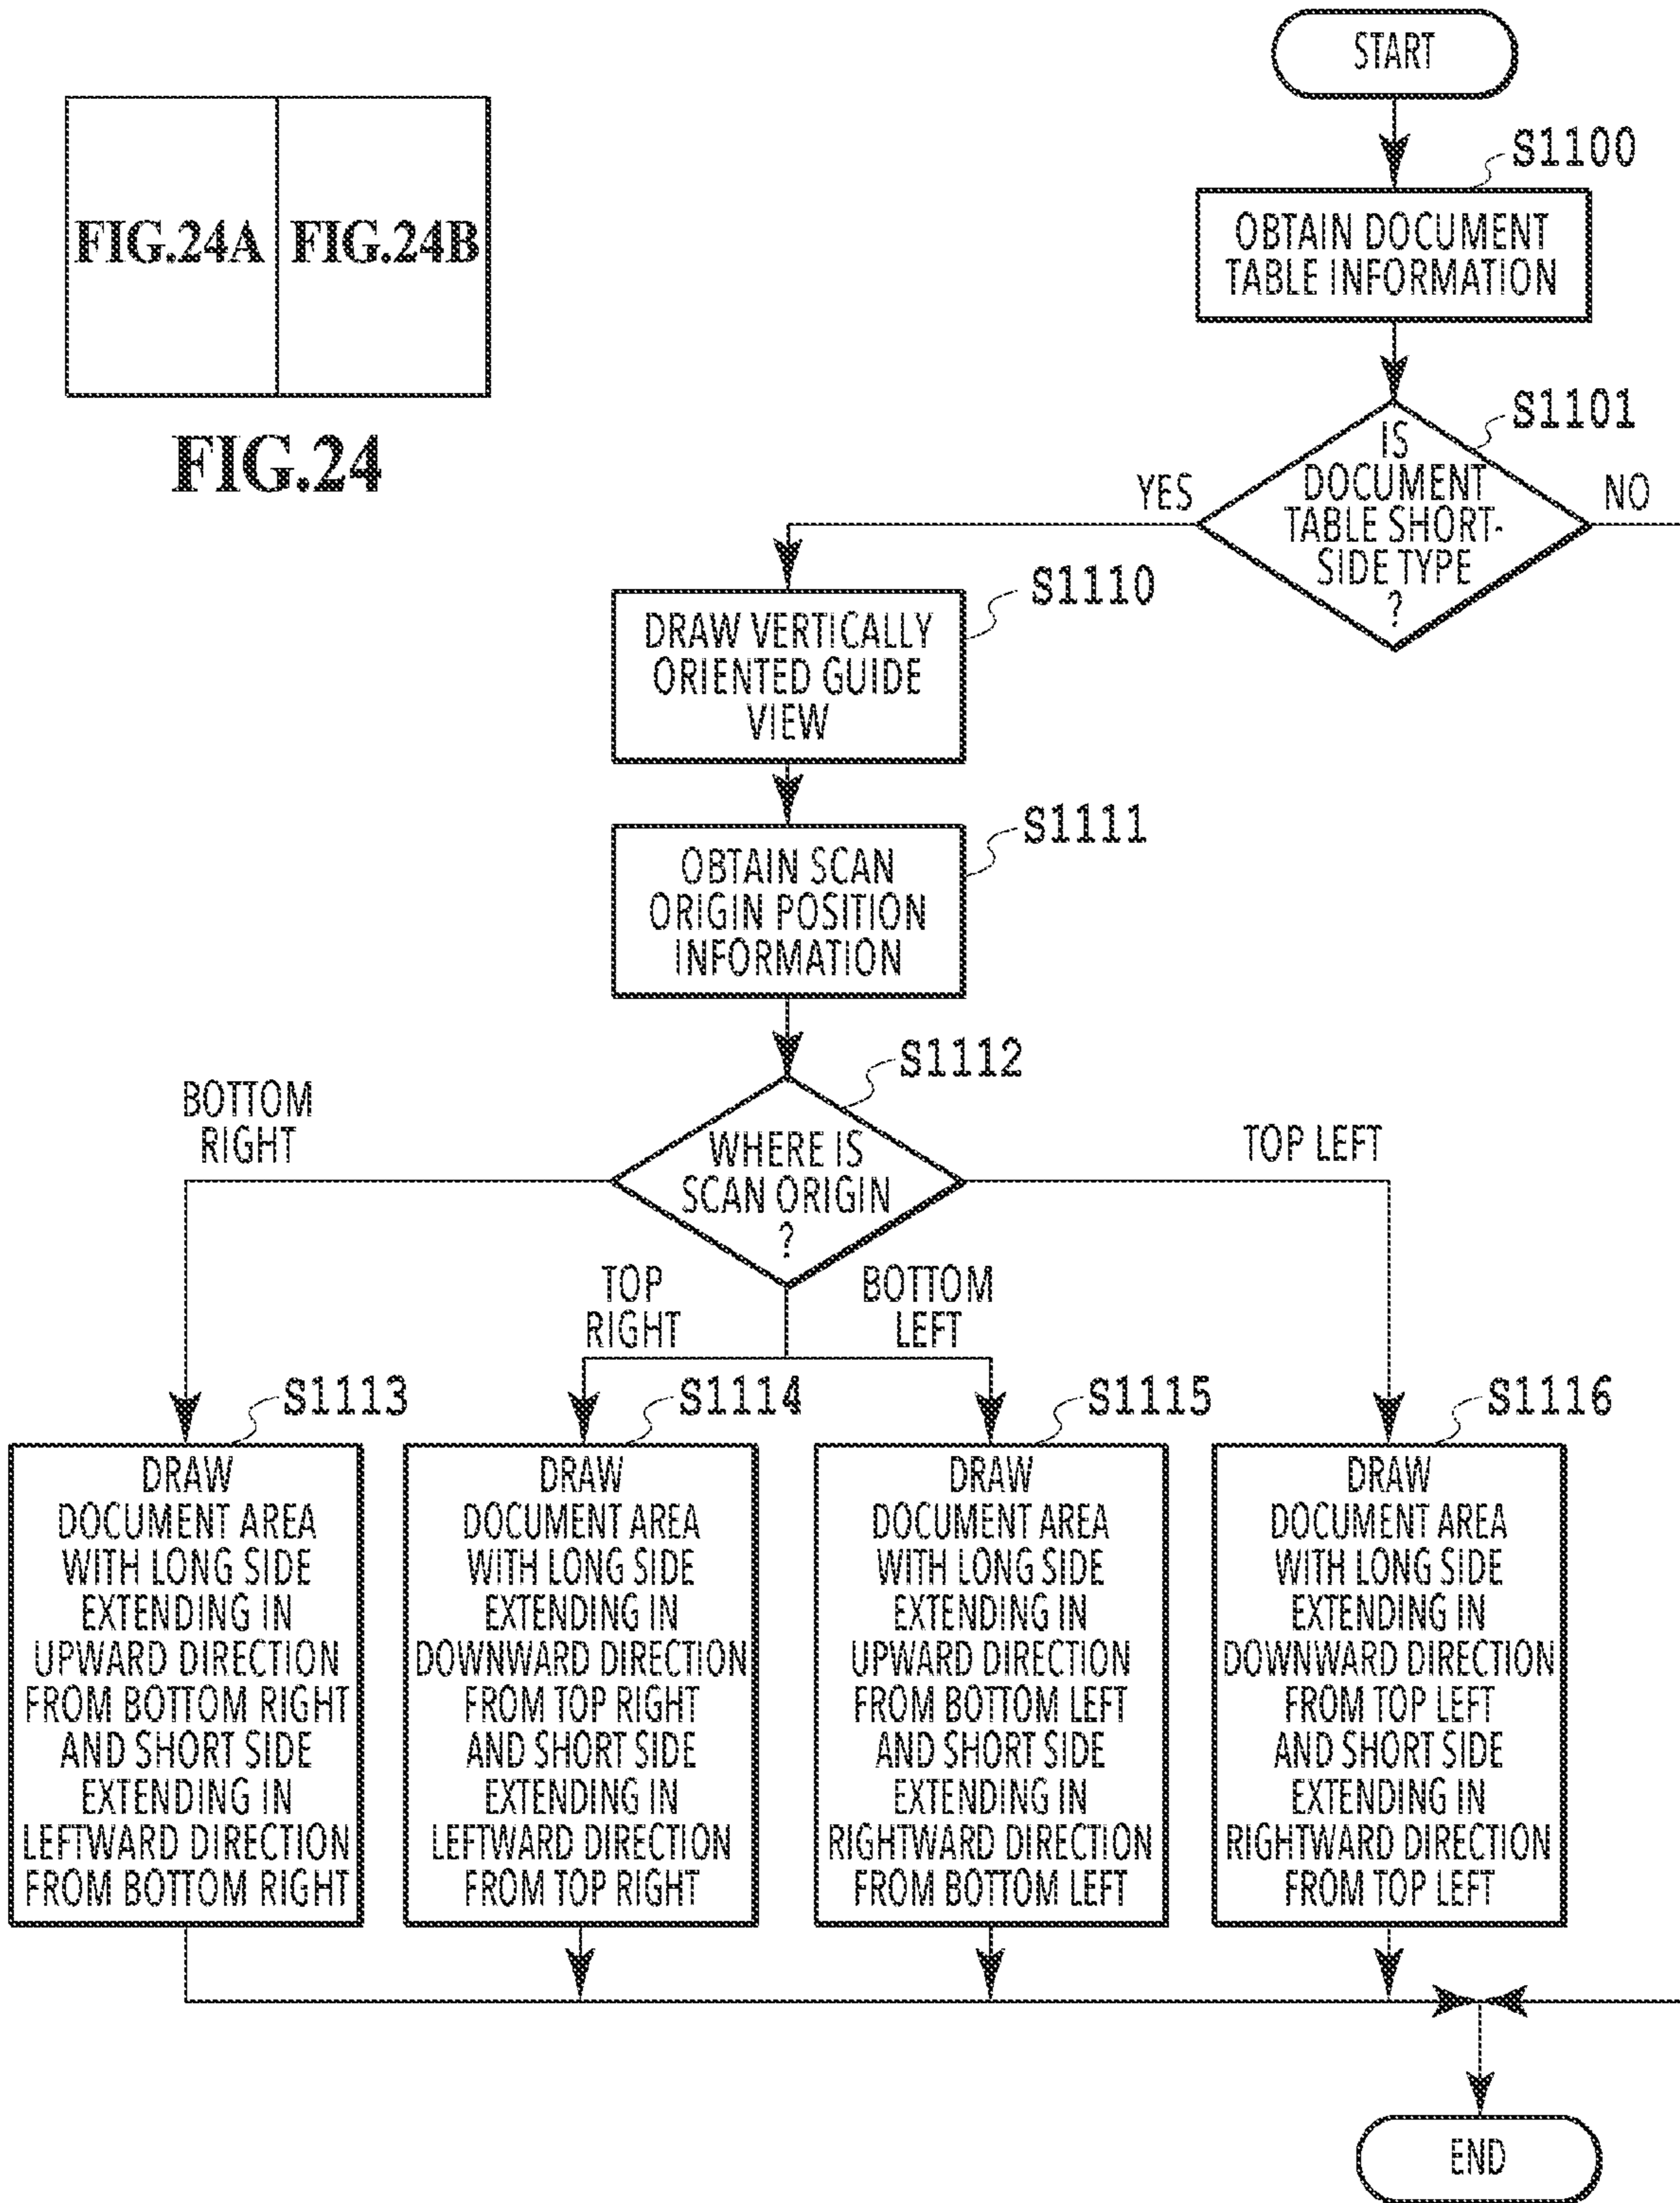 START
S1100
OBTAIN DOCUMENT
TABLE INFORMATION
FIG.24A
FIG.24B
FIG.24
S1101
IS
DOCUMENT
TABLE SHORT-
SIDE TYPE
?
YES
NO
S1110
DRAW VERTICALLY
ORIENTED GUIDE
VIEW
S1111
OBTAIN SCAN
ORIGIN POSITION
INFORMATION
S1112
WHERE IS
SCAN ORIGIN
?
BOTTOM
RIGHT
TOP
RIGHT
BOTTOM
LEFT
TOP LEFT
S1113
DRAW
DOCUMENT AREA
WITH LONG SIDE
EXTENDING IN
UPWARD DIRECTION
FROM BOTTOM RIGHT
AND SHORT SIDE
EXTENDING IN
LEFTWARD DIRECTION
FROM BOTTOM RIGHT
S1114
DRAW
DOCUMENT AREA
WITH LONG SIDE
EXTENDING IN
DOWNWARD DIRECTION
FROM TOP RIGHT
AND SHORT SIDE
EXTENDING IN
LEFTWARD DIRECTION
FROM TOP RIGHT
S1115
DRAW
DOCUMENT AREA
WITH LONG SIDE
EXTENDING IN
UPWARD DIRECTION
FROM BOTTOM LEFT
AND SHORT SIDE
EXTENDING IN
RIGHTWARD DIRECTION
FROM BOTTOM LEFT
S1116
DRAW
DOCUMENT AREA
WITH LONG SIDE
EXTENDING IN
DOWNWARD DIRECTION
FROM TOP LEFT
AND SHORT SIDE
EXTENDING IN
RIGHTWARD DIRECTION
FROM TOP LEFT
END